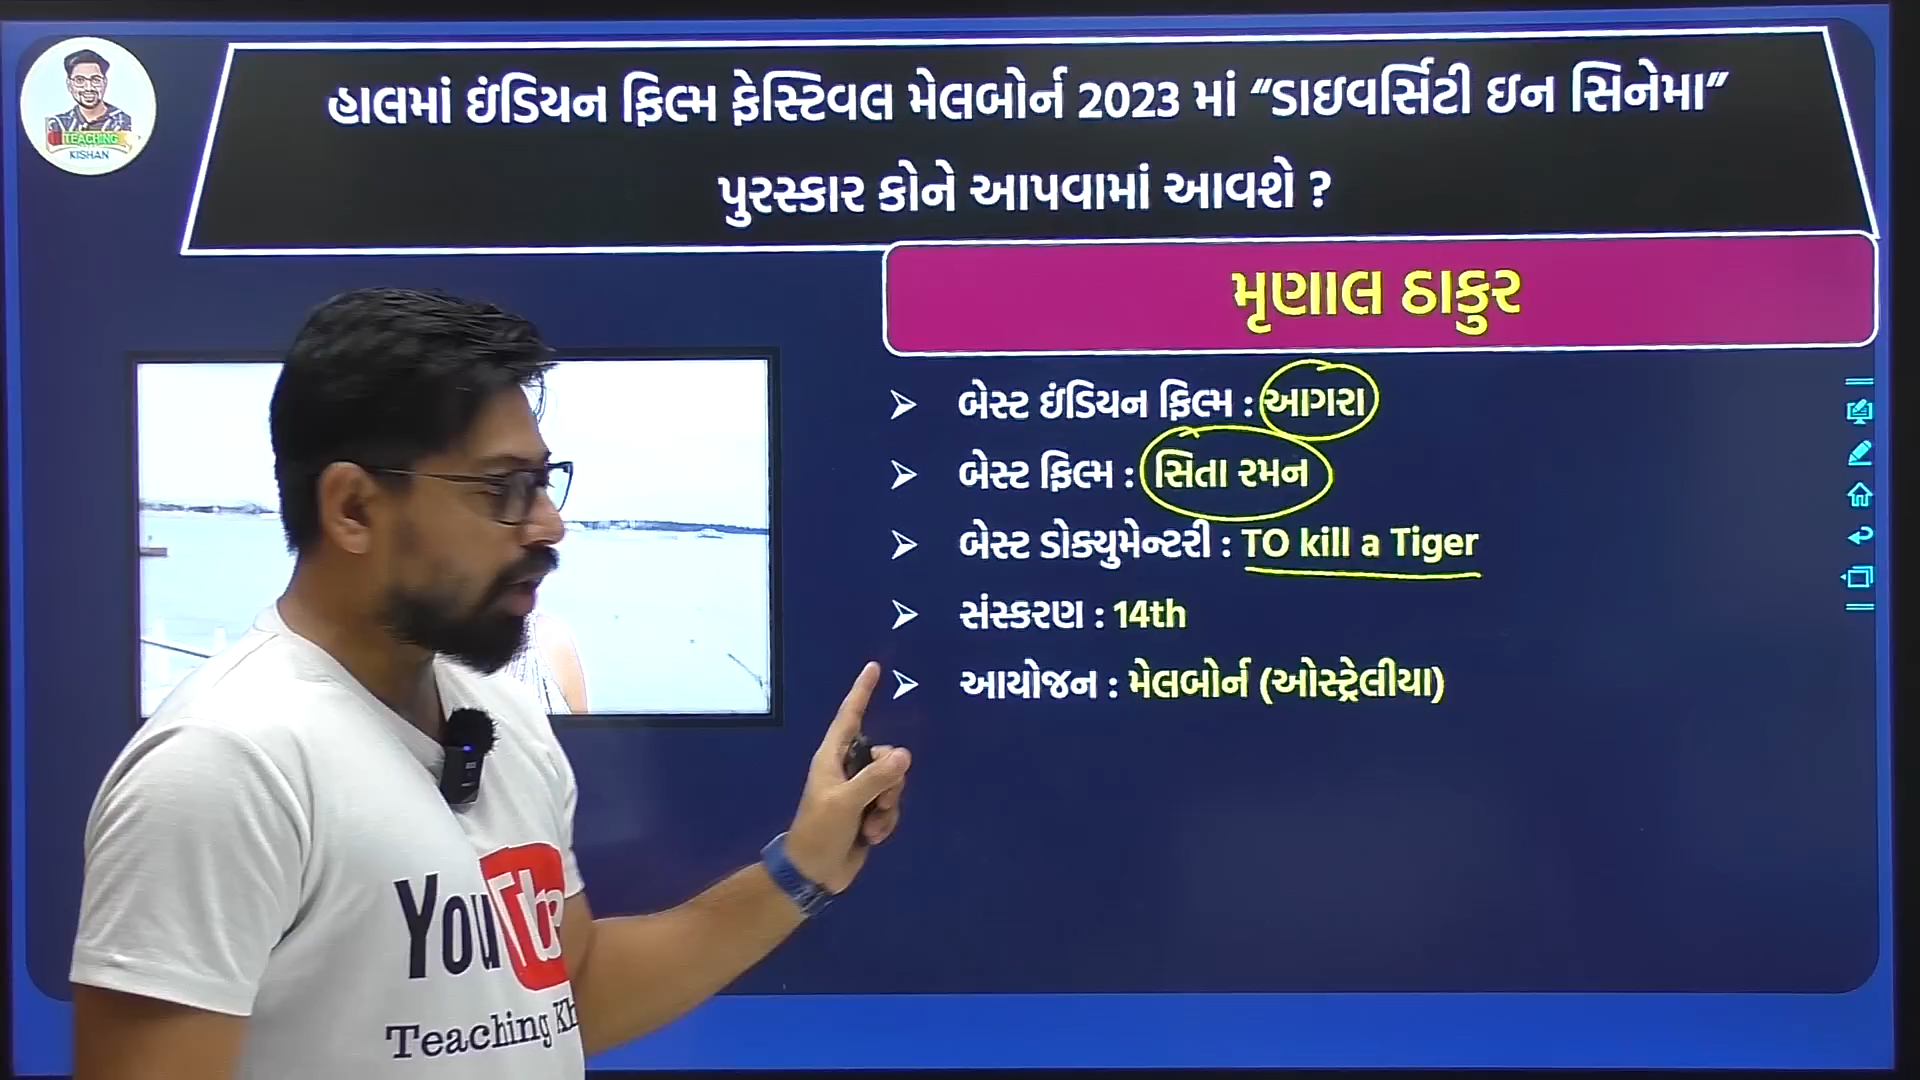 હાલમાં ઇંડિયન ફિલ્મ ફેસ્ટિવલ મેલબોર્ન 2023 માં “ડાઇવર્સિટી ઇન સિનેમા”
પુરસ્કાર કોને આપવામાં આવશે ?
TEACHING
KISHAN
મૃણાલ ઠાકુર
બેસ્ટ ઇંડિયન ફિલ્મ : આગરા
બેસ્ટ ફિલ્મ : સિતા રમન
બેસ્ટ ડોક્યુમેન્ટરી : TO kill a Tiger
સંસ્કરણ : 14th
આયોજન : મેલબોર્ન (ઓસ્ટ્રેલીયા)
YouTu
Teaching